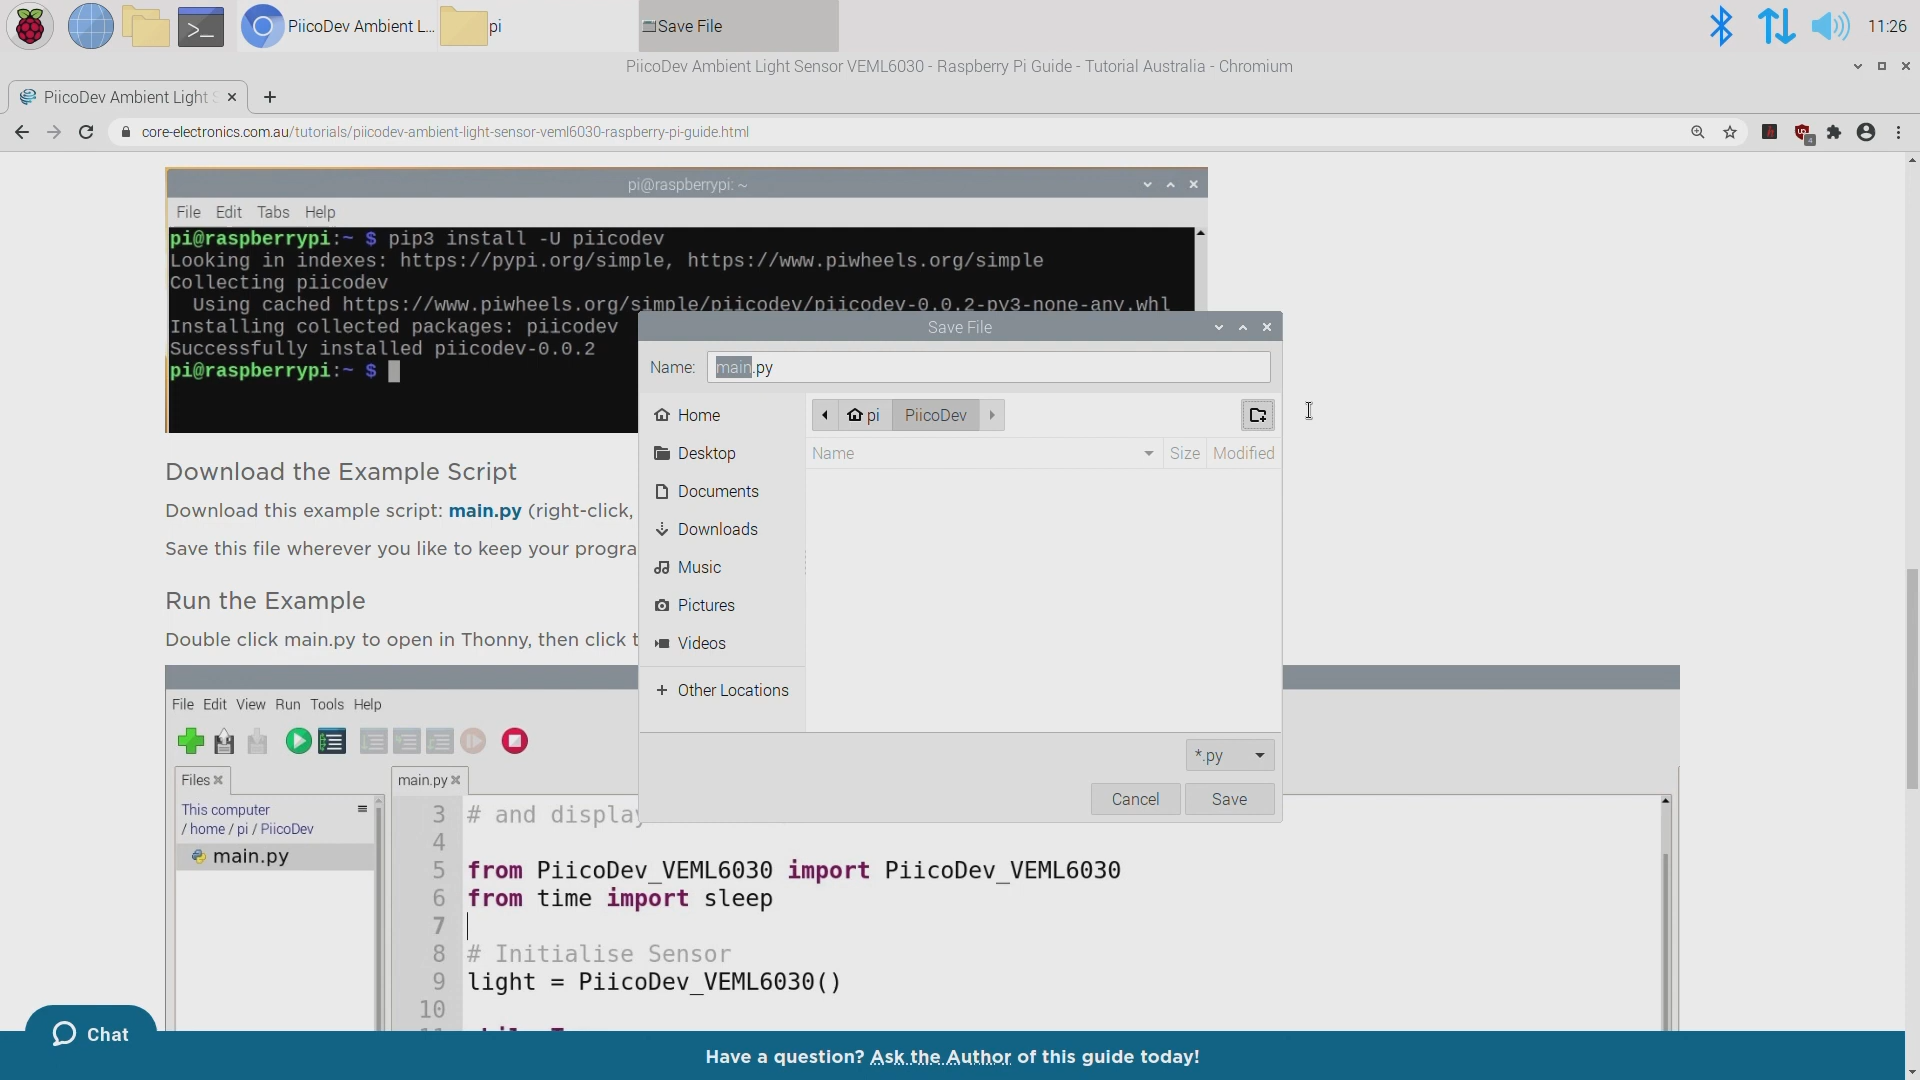 PiicoDev Ambient L...
pi
Save File
11:26
PiicoDev Ambient Light Sensor VEML6030 - Raspberry Pi Guide - Tutorial Australia - Chromium
PiicoDev Ambient Light S
core-electronics.com.au/tutorials/piicodev-ambient-light-sensor-veml6030-raspberry-pi-guide.html
4
pi@raspberrypi: ~
File Edit Tabs Help
pi@raspberrypi:~ $ pip3 install -U piicodev
Looking in indexes: https://pypi.org/simple, https://www.piwheels.org/simple
Collecting piicodev
Using cached https://www.piwheels.org/simple/piicodev/piicodev-0.0.2-py3-none-any.whl
Installing collected packages: piicodev
Successfully installed piicodev-0.0.2
pi@raspberrypi:~ $
Save File
Name: main.py
Home
Desktop
Documents
Downloads
Music
Pictures
Videos
+ Other Locations
pi PiicoDev
Name Size Modified
*.py
Cancel Save
Download the Example Script
Download this example script: main.py (right-click,
Save this file wherever you like to keep your progra
Run the Example
Double click main.py to open in Thonny, then click t
File Edit View Run Tools Help
Files
main.py
This computer
/ home / pi / PiicoDev
main.py
3 # and display
4
5 from PiicoDev_VEML6030 import PiicoDev_VEML6030
6 from time import sleep
7
8 # Initialise Sensor
9 light = PiicoDev_VEML6030()
10
Chat
Have a question? Ask the Author of this guide today!